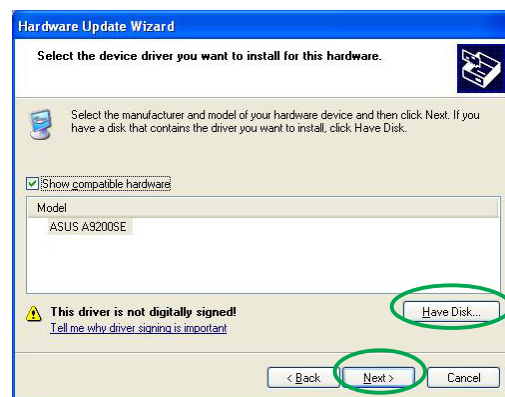 Hardware Update Wizard
Select the device driver you want to install for this hardware.
Select the manufacturer and model of your hardware device and then click Next. If you
have a disk that contains the driver you want to install, click Have Disk.
Show compatible hardware
Model
ASUS A9200SE
This driver is not digitally signed!
Have Disk...
Tell me why driver signing is important
< Back
Next >
Cancel